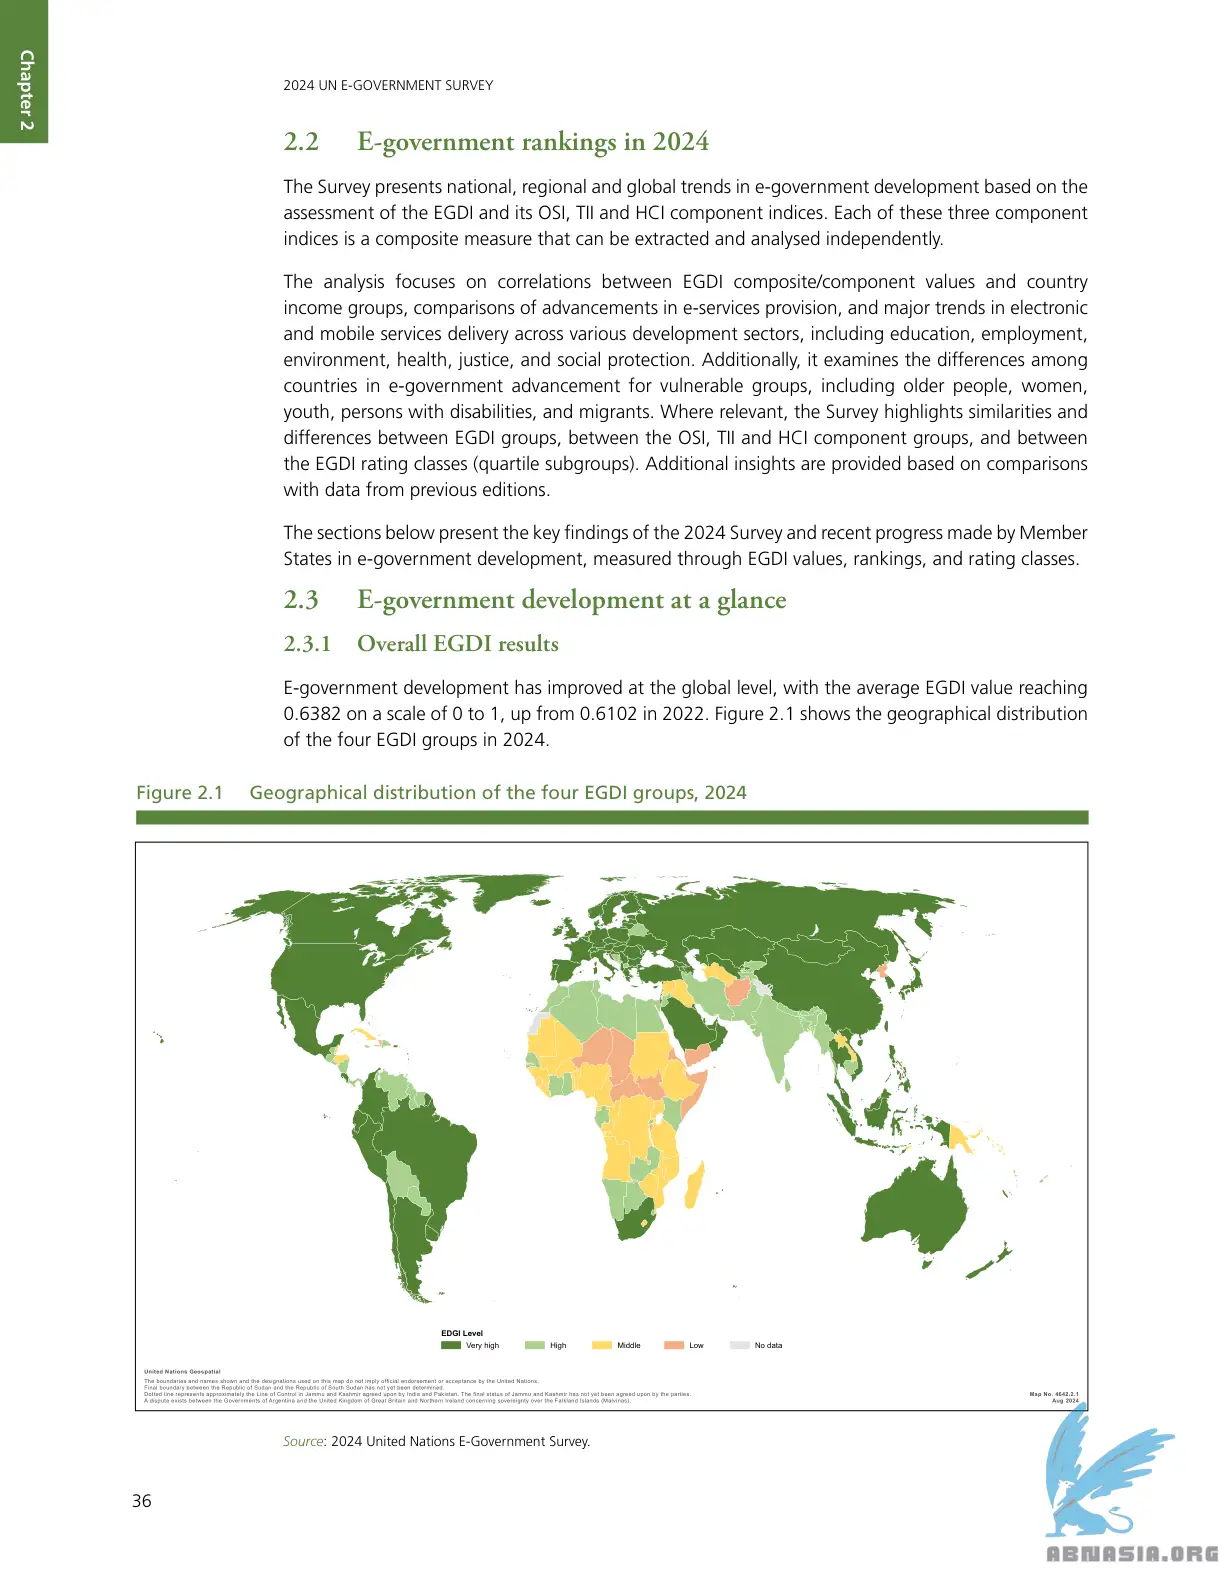 Chapter 2
2024 UN E-GOVERNMENT SURVEY
2.2 E-government rankings in 2024
The Survey presents national, regional and global trends in e-government development based on the
assessment of the EGDI and its OSI, TII and HCI component indices. Each of these three component
indices is a composite measure that can be extracted and analysed independently.
The analysis focuses on correlations between EGDI composite/component values and country
income groups, comparisons of advancements in e-services provision, and major trends in electronic
and mobile services delivery across various development sectors, including education, employment,
environment, health, justice, and social protection. Additionally, it examines the differences among
countries in e-government advancement for vulnerable groups, including older people, women,
youth, persons with disabilities, and migrants. Where relevant, the Survey highlights similarities and
differences between EGDI groups, between the OSI, TII and HCI component groups, and between
the EGDI rating classes (quartile subgroups). Additional insights are provided based on comparisons
with data from previous editions.
The sections below present the key findings of the 2024 Survey and recent progress made by Member
States in e-government development, measured through EGDI values, rankings, and rating classes.
2.3 E-government development at a glance
2.3.1 Overall EGDI results
E-government development has improved at the global level, with the average EGDI value reaching
0.6382 on a scale of 0 to 1, up from 0.6102 in 2022. Figure 2.1 shows the geographical distribution
of the four EGDI groups in 2024.
Figure 2.1 Geographical distribution of the four EGDI groups, 2024
EDGI Level
Very high High Middle Low No data
United Nations Geospatial
The boundaries and names shown and the designations used on this map do not imply official endorsement or acceptance by the United Nations.
Final boundary between the Republic of Sudan and the Republic of South Sudan has not yet been determined.
Dotted line represents approximately the Line of Control in Jammu and Kashmir agreed upon by India and Pakistan. The final status of Jammu and Kashmir has not yet been agreed upon by the parties.
A dispute exists between the Governments of Argentina and the United Kingdom of Great Britain and Northern Ireland concerning sovereignty over the Falkland Islands (Malvinas).
Map No. 4642.2.1
Aug 2024
Source: 2024 United Nations E-Government Survey.
36
ABNASIA.ORG